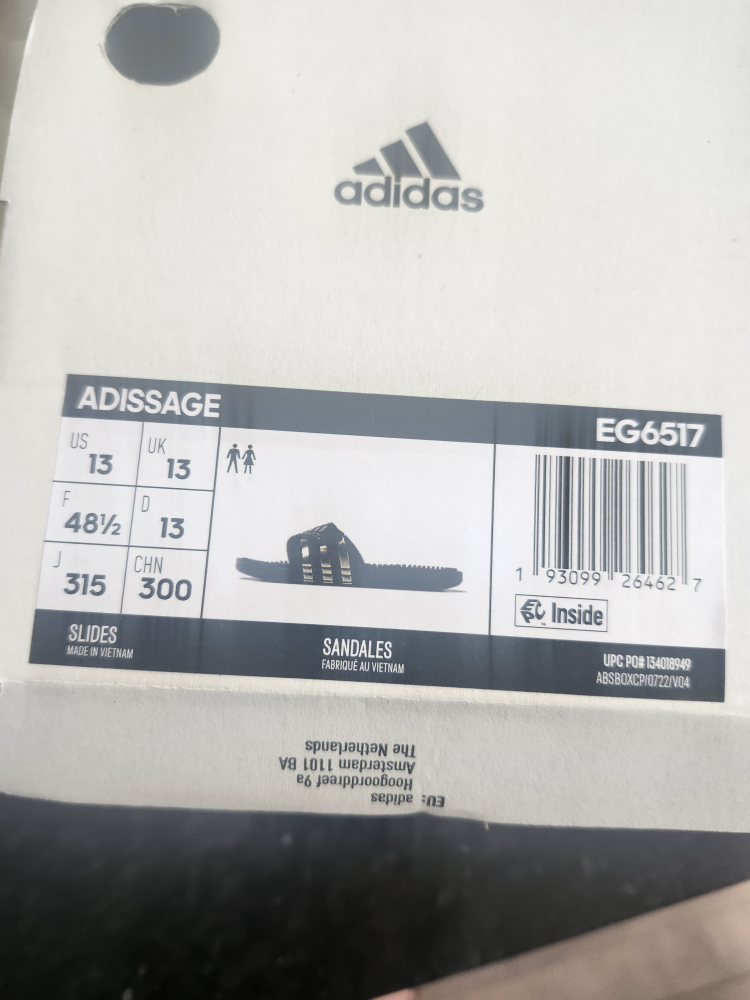 adidas
ADISSAGE
EG6517
US 13
UK 13
F 48½
D 13
J 315
CHN 300
1 93099 26462 7
EPC™ Inside
SLIDES
MADE IN VIETNAM
SANDALES
FABRIQUÉ AU VIETNAM
UPC PO# 134018949
ABSBOXCP/0722/V04
EU: adidas
Hoogoorddreef 9a
Amsterdam 1101 BA
The Netherlands